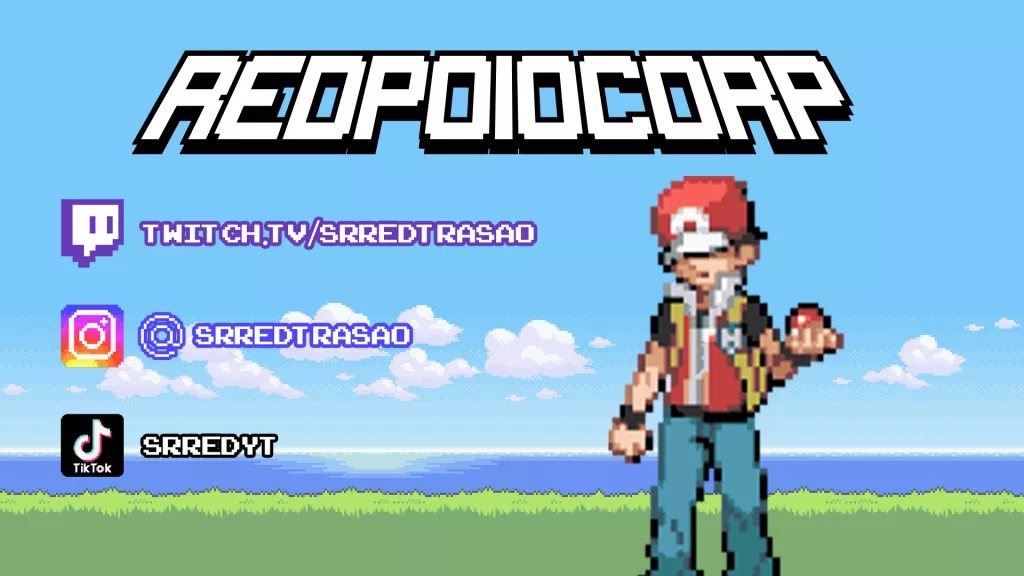 REDPOIOCORP
TWITCH.TV/SRREDTRASAO
@ SRREDTRASAO
TikTok
SRREDYT